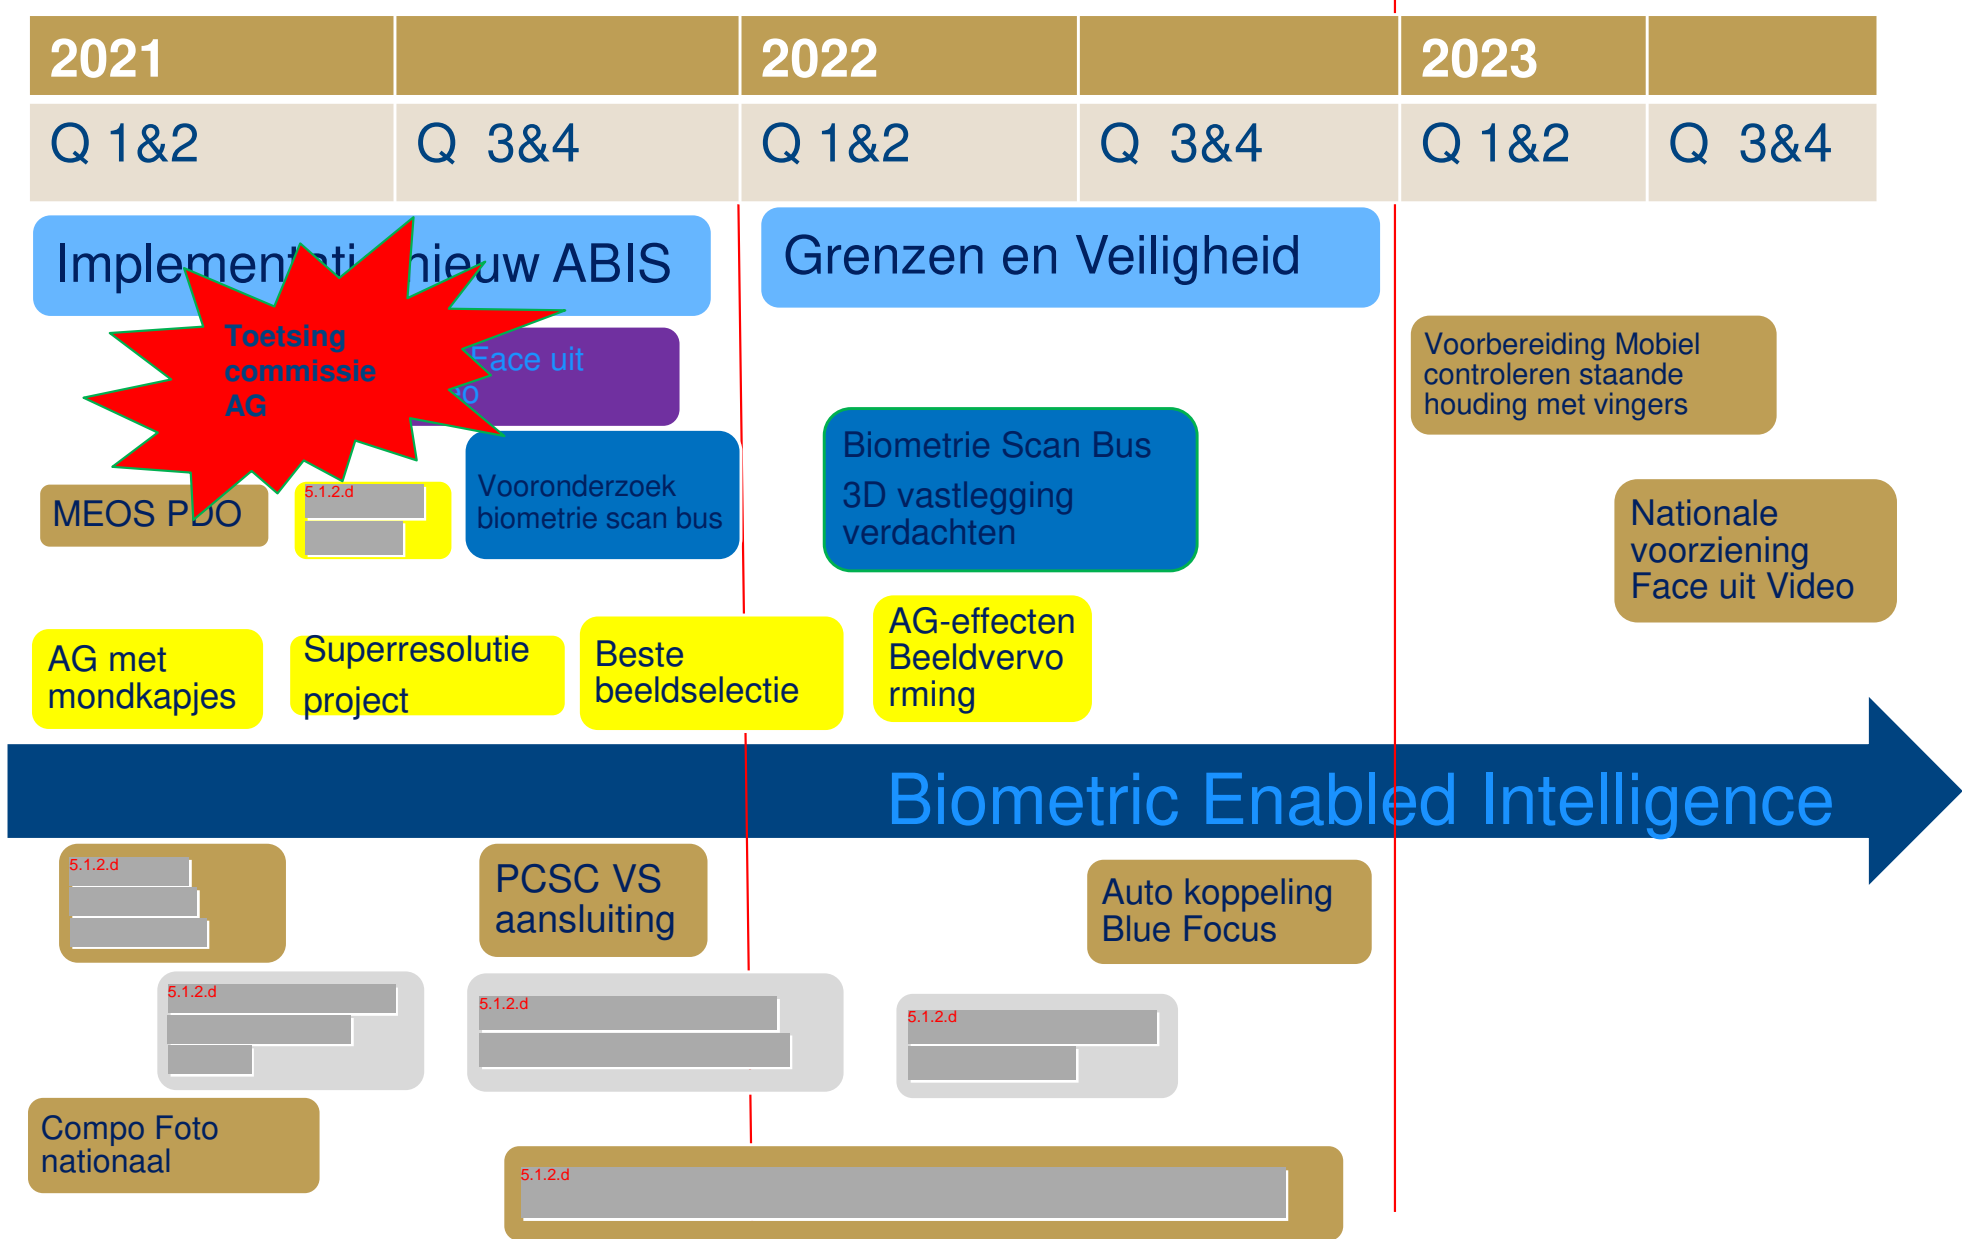 2021
2022
2023
Q 1&2
Q 3&4
Q 1&2
Q 3&4
Q 1&2
Q 3&4
nieuw ABIS
Grenzen en Veiligheid
Toetsing
commissie
AG
Face uit
Voorbereiding Mobiel
controleren staande
houding met vingers
MEOS PDO
5.1.2.d
Vooronderzoek
biometrie scan bus
Biometrie Scan Bus
3D vastlegging
verdachten
Nationale
voorziening
Face uit Video
AG met
mondkapjes
Superresolutie
project
Beste
beeldselectie
AG-effecten
Beeldvervo
rming
Biometric Enabled Intelligence
5.1.2.d
PCSC VS
aansluiting
Auto koppeling
Blue Focus
5.1.2.d
5.1.2.d
5.1.2.d
Compo Foto
nationaal
5.1.2.d